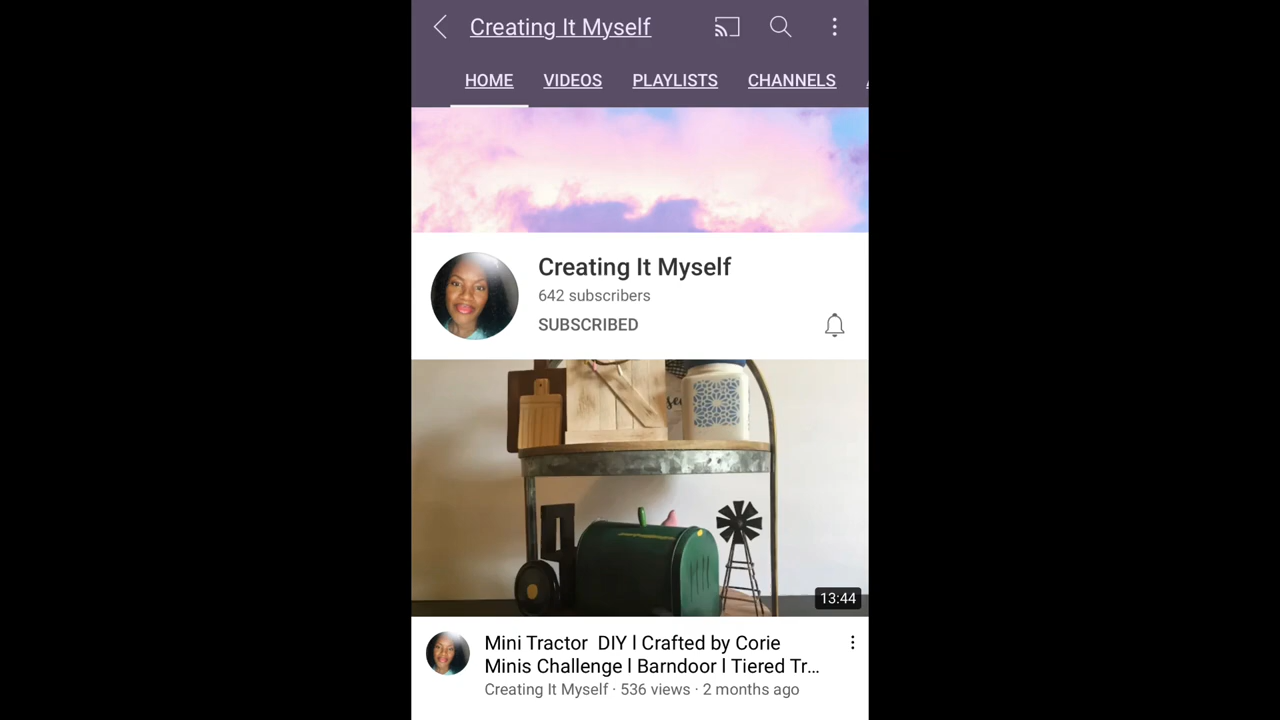 Creating It Myself
HOME VIDEOS PLAYLISTS CHANNELS
Creating It Myself
642 subscribers
SUBSCRIBED
13:44
Mini Tractor DIY l Crafted by Corie
Minis Challenge l Barndoor l Tiered Tr...
Creating It Myself · 536 views · 2 months ago